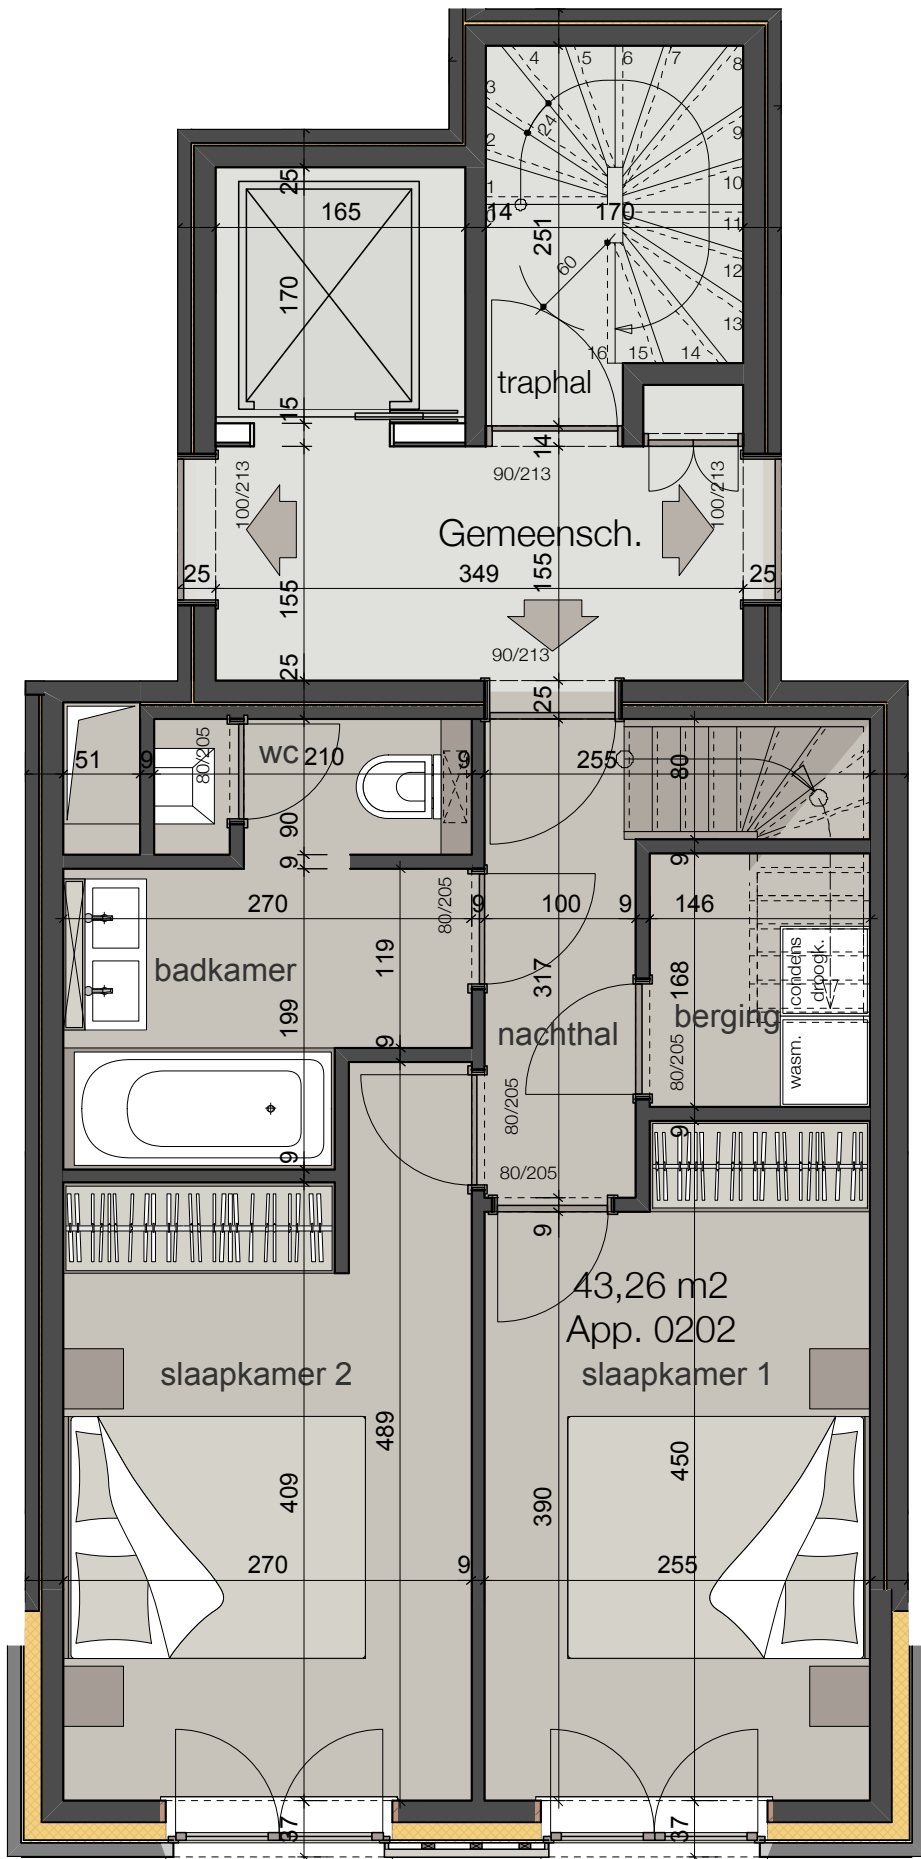 4 5 6 7 8
3
24
9
2
25
10
1
165 14 170
11
251
12
60
170
13
16 15 14
traphal
15
14
90/213
100/213 100/213
Gemeensch.
25 349 25
155 155
90/213
25
25
51 9 80/205 wc 210 9 255 80
90
9 9
270 80/205 9 100 9 146
119
condens
droogk.
badkamer
317
168
199
nachthal berging
9
wasm.
80/205
80/205
9
9
80/205
9
43,26 m2
App. 0202
slaapkamer 2 slaapkamer 1
489
450
409
390
270 9 255
37 37